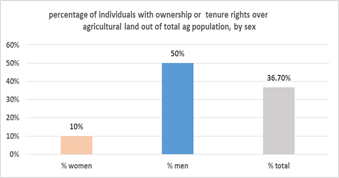 percentage of individuals with ownership or tenure rights over
agricultural land out of total ag population, by sex
60%
50%
40%
30%
20%
10%
0%
10%
50%
36.70%
% women
% men
% total